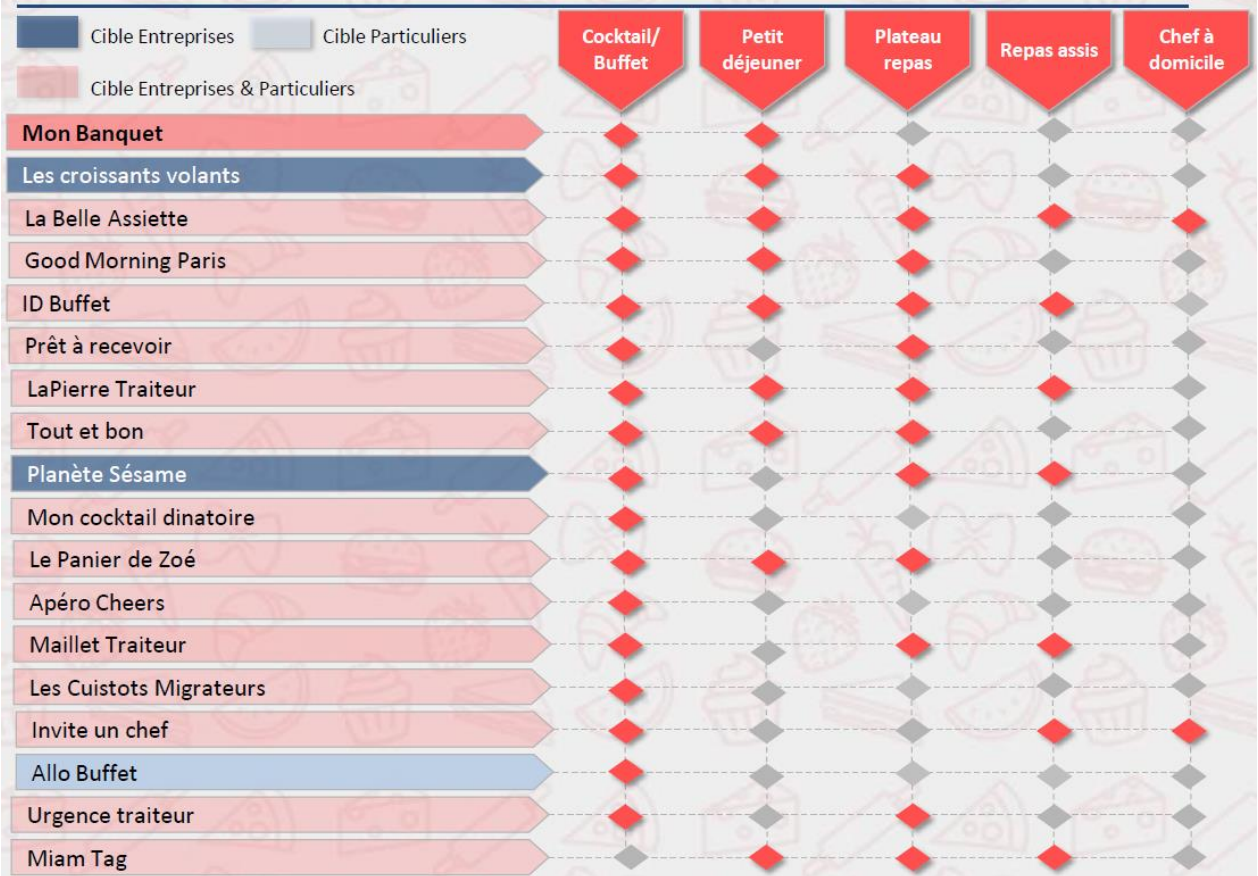 Cible Entreprises
Cible Particuliers
Cible Entreprises & Particuliers
Cocktail/
Buffet
Petit
déjeuner
Plateau
repas
Repas assis
Chef à
domicile
Mon Banquet
Les croissants volants
La Belle Assiette
Good Morning Paris
ID Buffet
Prêt à recevoir
LaPierre Traiteur
Tout et bon
Planète Sésame
Mon cocktail dinatoire
Le Panier de Zoé
Apéro Cheers
Maillet Traiteur
Les Cuistots Migrateurs
Invite un chef
Allo Buffet
Urgence traiteur
Miam Tag